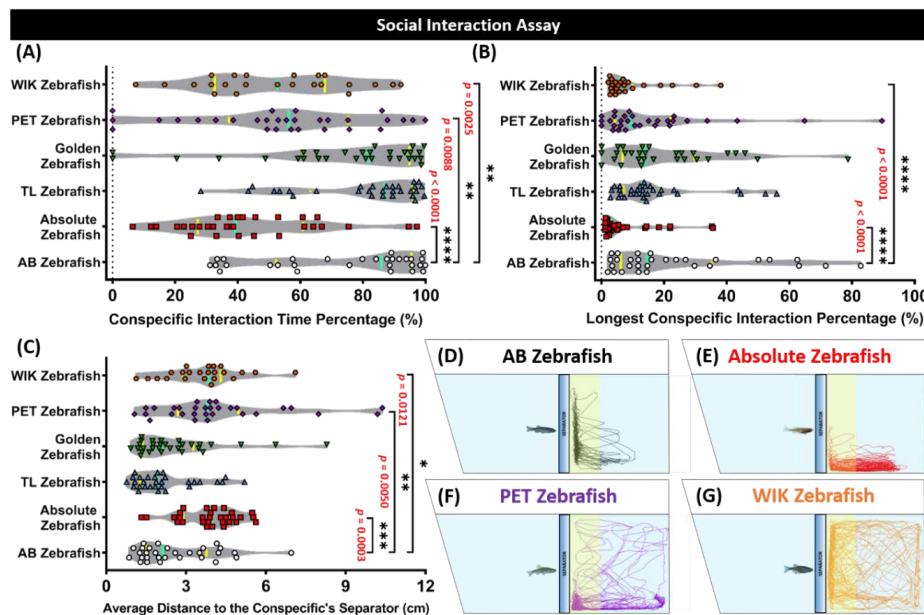 Social Interaction Assay
(A)
WIK Zebrafish
PET Zebrafish
Golden
Zebrafish
TL Zebrafish
Absolute
Zebrafish
AB Zebrafish
0
20
40
60
80
100
Conspecific Interaction Time Percentage (%)
p < 0.0001
p = 0.0088
p = 0.0025
****
**
**
(B)
WIK Zebrafish
PET Zebrafish
Golden
Zebrafish
TL Zebrafish
Absolute
Zebrafish
AB Zebrafish
0
20
40
60
80
100
Longest Conspecific Interaction Percentage (%)
p < 0.0001
p < 0.0001
****
****
(C)
WIK Zebrafish
PET Zebrafish
Golden
Zebrafish
TL Zebrafish
Absolute
Zebrafish
AB Zebrafish
0
3
6
9
12
Average Distance to the Conspecific's Separator (cm)
p = 0.0003
p = 0.0050
p = 0.0121
***
**
*
(D) AB Zebrafish
SEPARATOR
(E) Absolute Zebrafish
SEPARATOR
(F) PET Zebrafish
SEPARATOR
(G) WIK Zebrafish
SEPARATOR